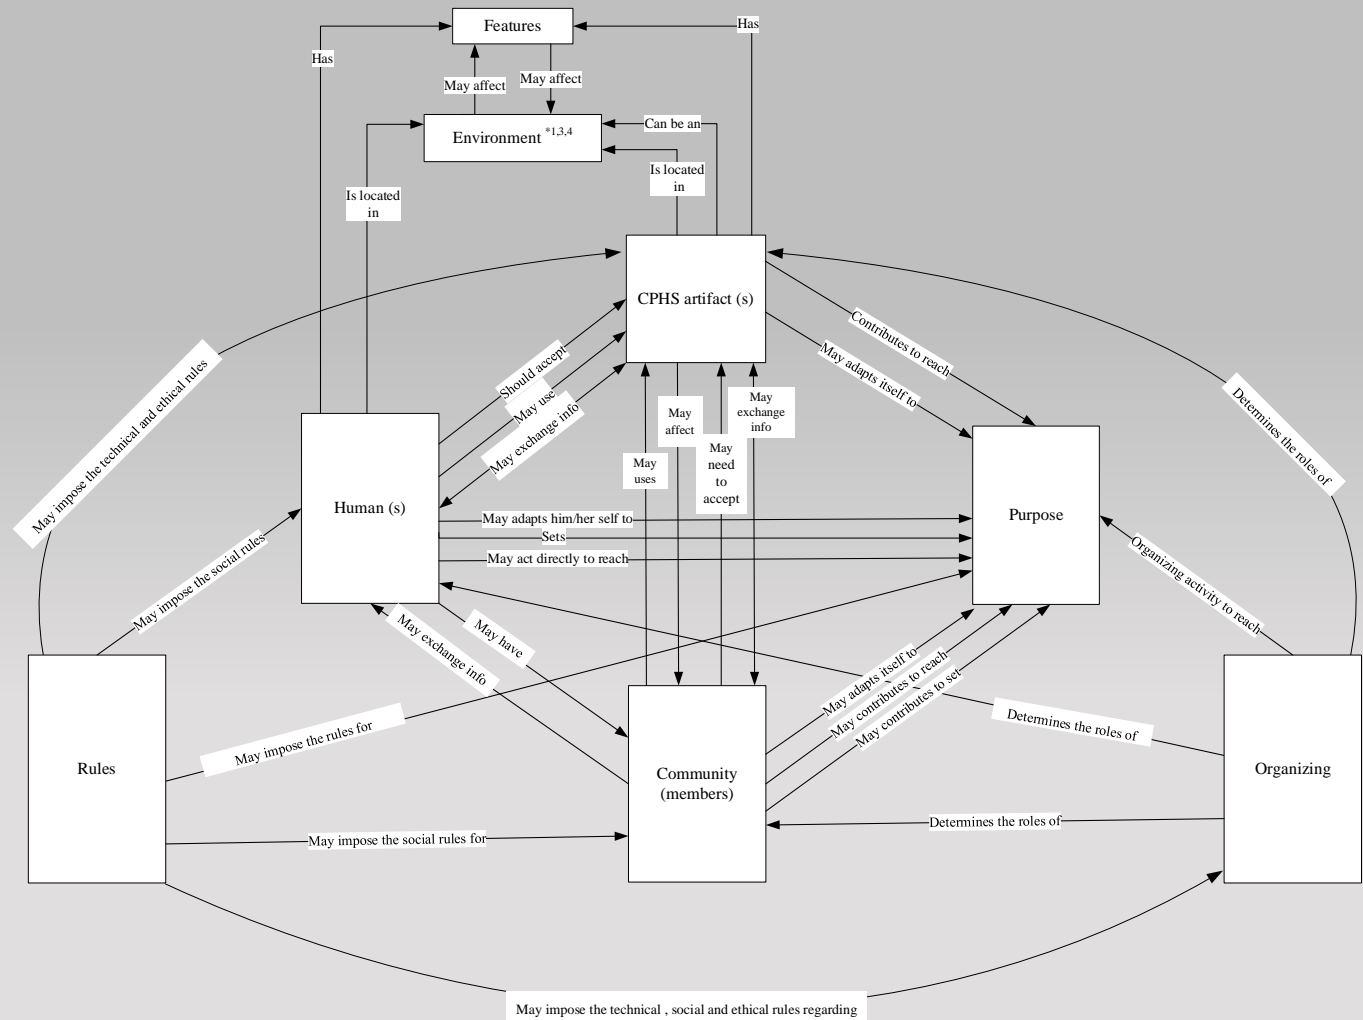 Features
Has
Has
May affect
May affect
Environment *1,3,4
Can be an
Is located
in
Is located
in
CPHS artifact (s)
May impose the technical and ethical rules
Should accept
May use
May exchange info
Contributes to reach
May adapts itself to
Determines the roles of
May
affect
May
exchange
info
May
uses
May
need
to
accept
Human (s)
Purpose
May adapts him/her self to
Sets
May act directly to reach
May impose the social rules
Organizing activity to reach
May exchange info
May have
May adapts itself to
May contributes to reach
May contributes to set
May impose the rules for
Determines the roles of
Rules
Community
(members)
Organizing
May impose the social rules for
Determines the roles of
May impose the technical , social and ethical rules regarding